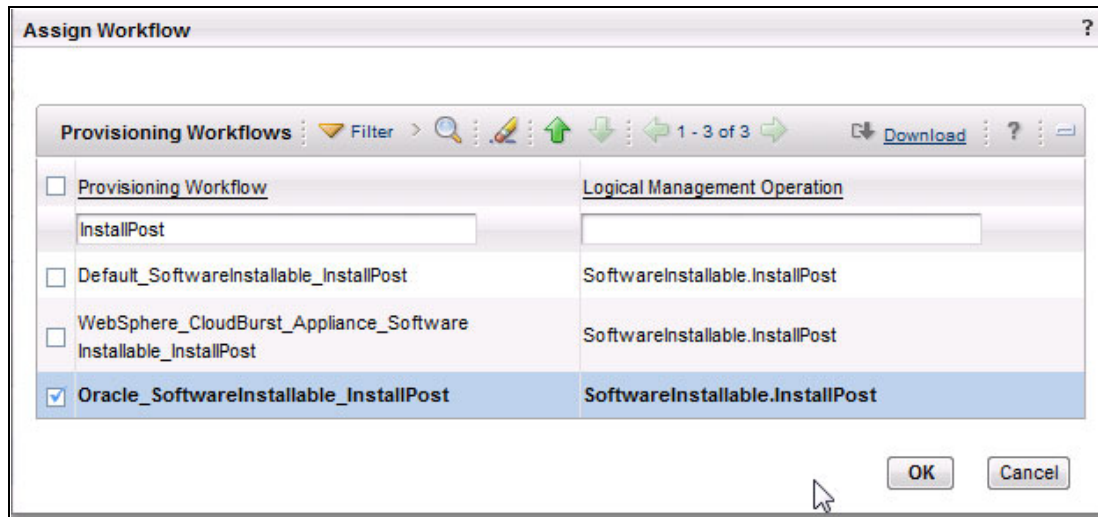 Assign Workflow ?
Provisioning Workflows Filter > 1 - 3 of 3 Download ?
Provisioning Workflow Logical Management Operation
InstallPost
Default_SoftwareInstallable_InstallPost SoftwareInstallable.InstallPost
WebSphere_CloudBurst_Appliance_Software
Installable_InstallPost SoftwareInstallable.InstallPost
Oracle_SoftwareInstallable_InstallPost SoftwareInstallable.InstallPost
OK Cancel